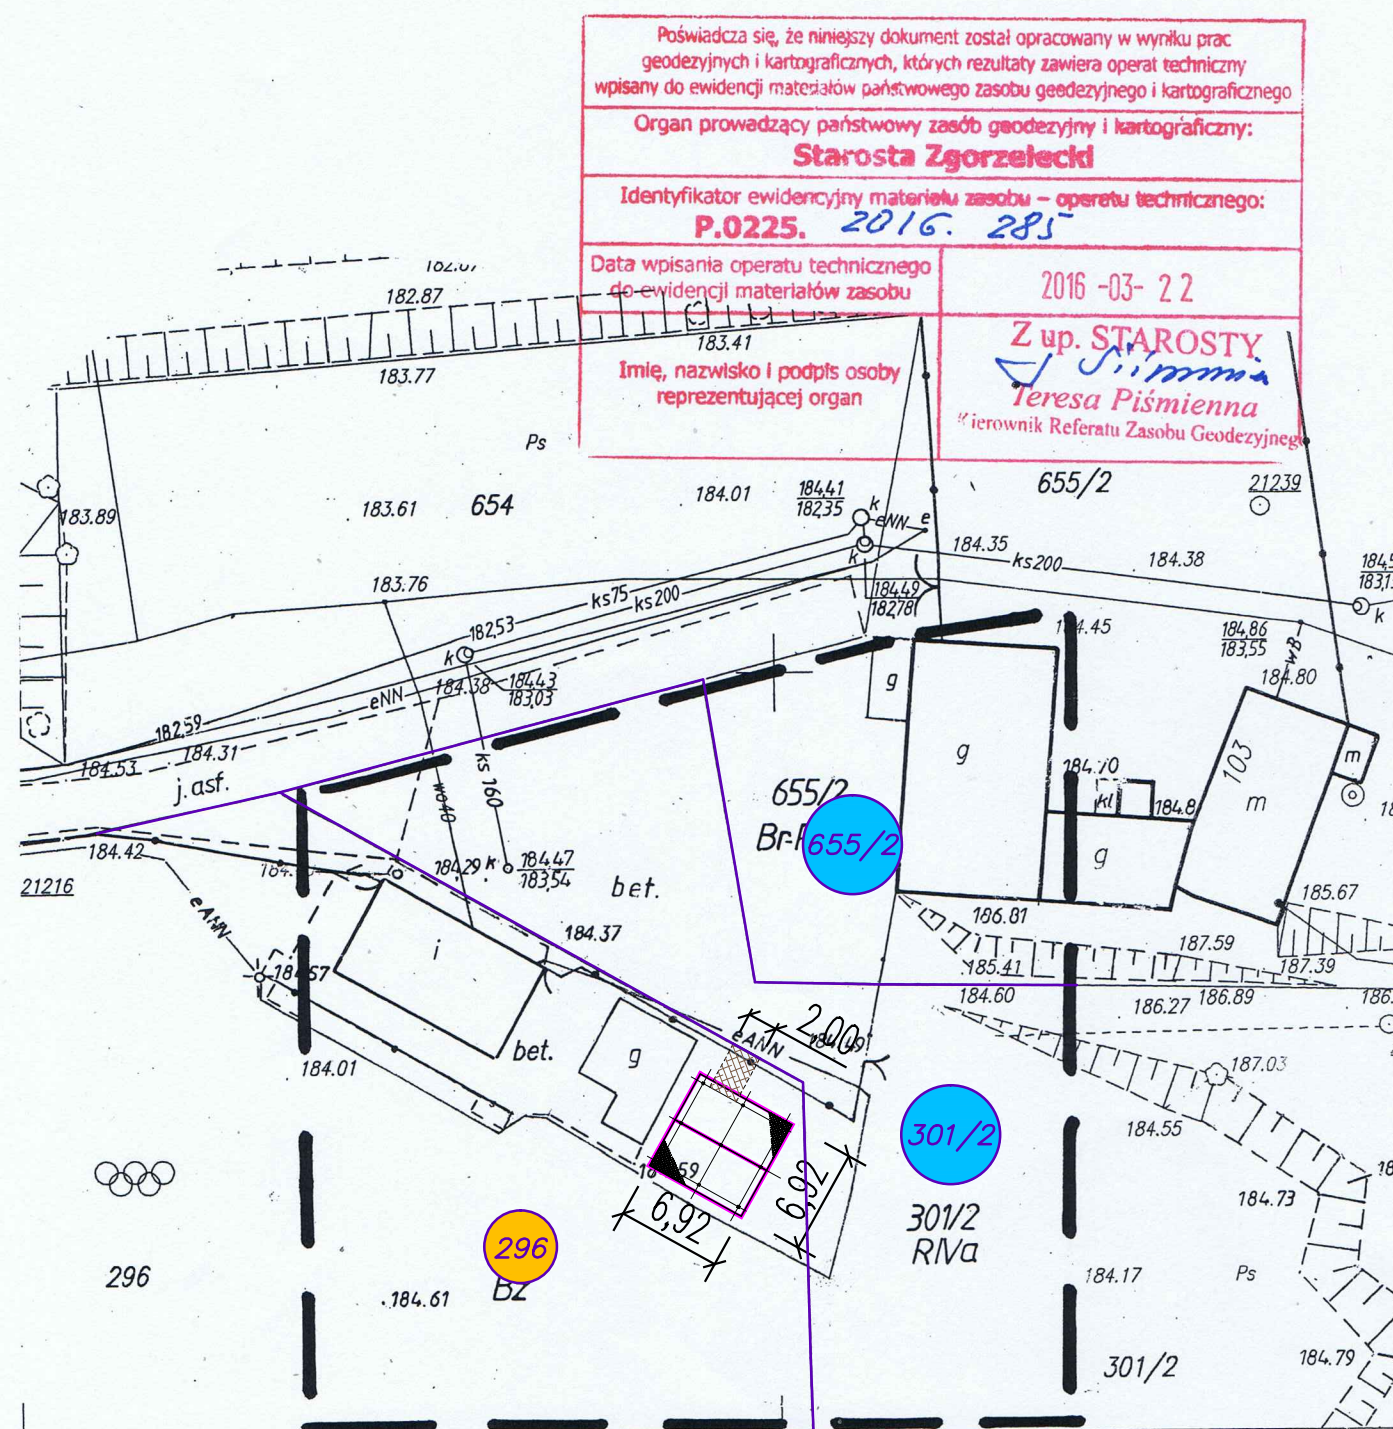 Poświadcza się, że niniejszy dokument został opracowany w wyniku prac
geodezyjnych i kartograficznych, których rezultaty zawiera operat techniczny
wpisany do ewidencji materiałów państwowego zasobu geodezyjnego i kartograficznego
Organ prowadzący państwowy zasób geodezyjny i kartograficzny:
Starosta Zgorzelecki
Identyfikator ewidencyjny materiału zasobu – operatu technicznego:
P.0225. 2016. 285
Data wpisania operatu technicznego
do ewidencji materiałów zasobu
2016 -03- 22
Imię, nazwisko i podpis osoby
reprezentującej organ
Z up. STAROSTY
Teresa Piśmienna
Kierownik Referatu Zasobu Geodezyjneg
182.87
183.41
183.77
Ps
655/2
21239
184.41
182.35
k
eNN
e
184.01
654
183.61
183.89
184.35
ks200
184.38
k
183.76
ks75
ks200
184.49
182.78
k
182.53
184.86
183.55
wB
k
184.43
183.03
184.38
eNN
184.80
182.59
184.31
184.53
j.asf.
g
g
103
m
m
ks 160
wo40
655/2
655/2
184.70
kl
184.8
g
184.42
21216
eANN
184.29
k
184.47
183.54
bet.
185.67
186.81
187.59
184.37
i
185.41
187.39
184.60
186.27
186.89
184.57
bet.
g
eANN
2,00
184.01
187.03
184.55
301/2
6,92
6,92
184.73
301/2
RIVa
296
296
Bz
184.61
184.17
Ps
184.79
301/2